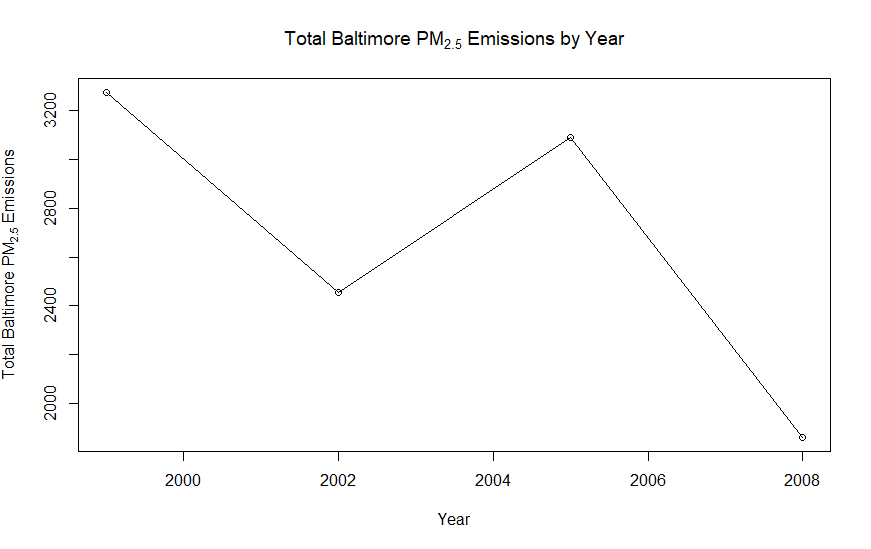 Total Baltimore PM2.5 Emissions by Year
Total Baltimore PM2.5 Emissions
3200
2800
2400
2000
2000 2002 2004 2006 2008
Year